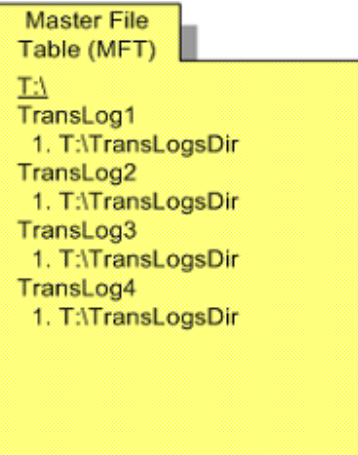 Master File
Table (MFT)
T:\
TransLog1
1. T:\TransLogsDir
TransLog2
1. T:\TransLogsDir
TransLog3
1. T:\TransLogsDir
TransLog4
1. T:\TransLogsDir